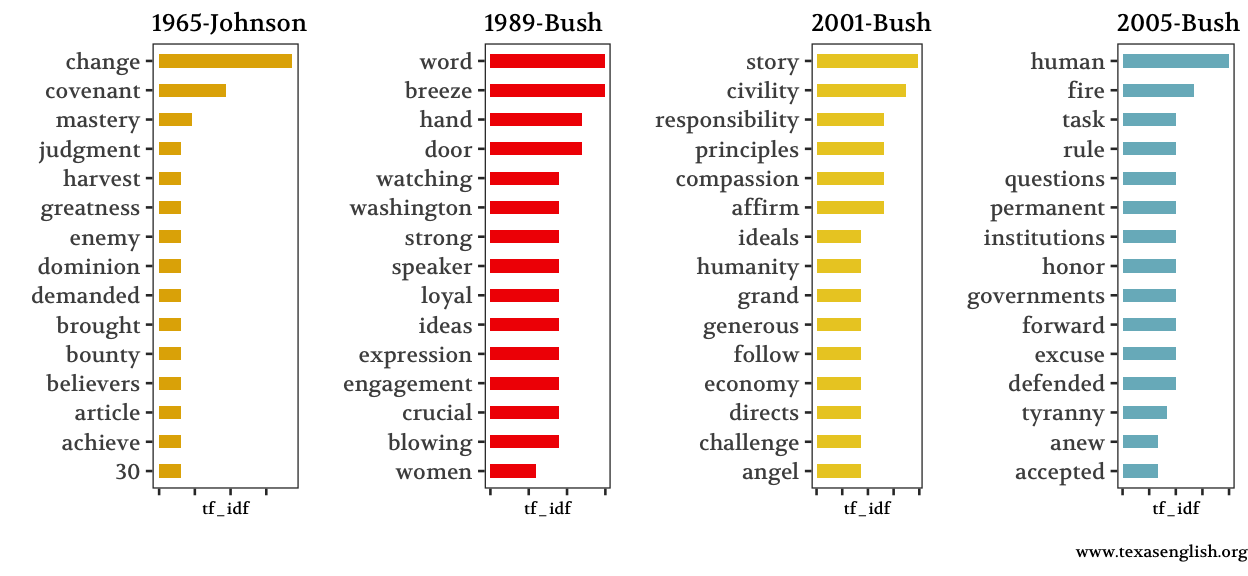 1965-Johnson
change
covenant
mastery
judgment
harvest
greatness
enemy
dominion
demanded
brought
bounty
believers
article
achieve
30
tf_idf
1989-Bush
word
breeze
hand
door
watching
washington
strong
speaker
loyal
ideas
expression
engagement
crucial
blowing
women
tf_idf
2001-Bush
story
civility
responsibility
principles
compassion
affirm
ideals
humanity
grand
generous
follow
economy
directs
challenge
angel
tf_idf
2005-Bush
human
fire
task
rule
questions
permanent
institutions
honor
governments
forward
excuse
defended
tyranny
anew
accepted
tf_idf
www.texasenglish.org